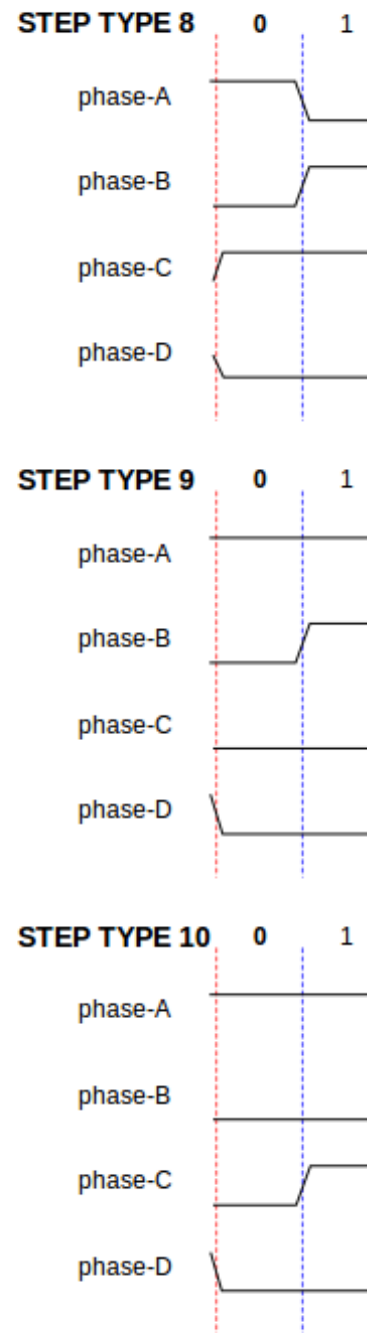 STEP TYPE 8 0 1
phase-A
phase-B
phase-C
phase-D
STEP TYPE 9 0 1
phase-A
phase-B
phase-C
phase-D
STEP TYPE 10 0 1
phase-A
phase-B
phase-C
phase-D